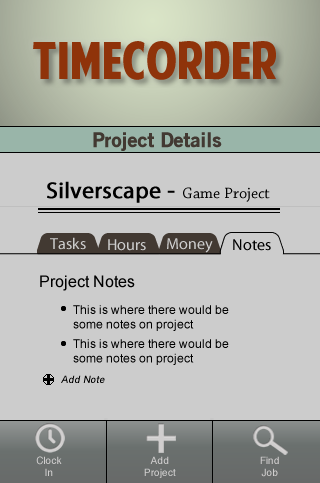 TIMECORDER
Project Details
Silverscape - Game Project
Tasks Hours Money Notes
Project Notes
• This is where there would be
some notes on project
• This is where there would be
some notes on project
Add Note
Clock Add Find
In Project Job